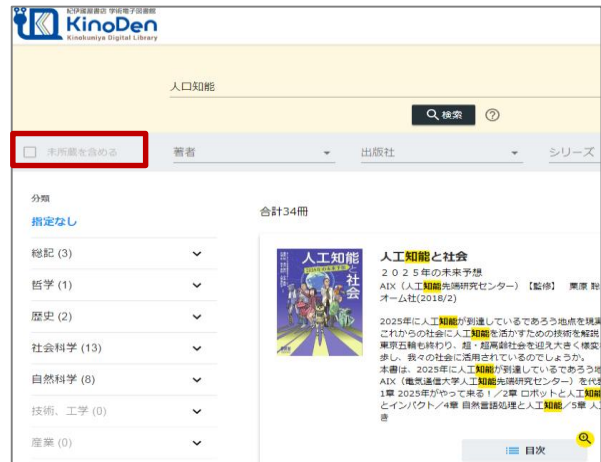 紀伊國屋書店 学術電子図書館
KinoDen
Kinokuniya Digital Library
人口知能
検索
未所蔵を含める
著者
出版社
シリーズ
分類
指定なし
合計34冊
総記 (3)
哲学 (1)
歴史 (2)
社会科学 (13)
自然科学 (8)
技術、工学 (0)
産業 (0)
人工知能と社会
人工知能と社会
２０２５年の未来予想
AIX（人工知能先端研究センター）【監修】 栗原 聡
オーム社(2018/2)
2025年に人工知能が到達しているであろう地点を現実
これからの社会に人工知能を活かすための技術を解説
東京五輪も終わり、超・超高齢社会を迎え大きく様変
歩し、我々の社会に活用されているのでしょうか。
本書は、2025年に人工知能が到達しているであろう地
AIX（電気通信大学人工知能先端研究センター）を代表
1章 2025年がやって来る！／2章 ロボットと人工知能
とインパクト／4章 自然言語処理と人工知能／5章 人工
き
目次